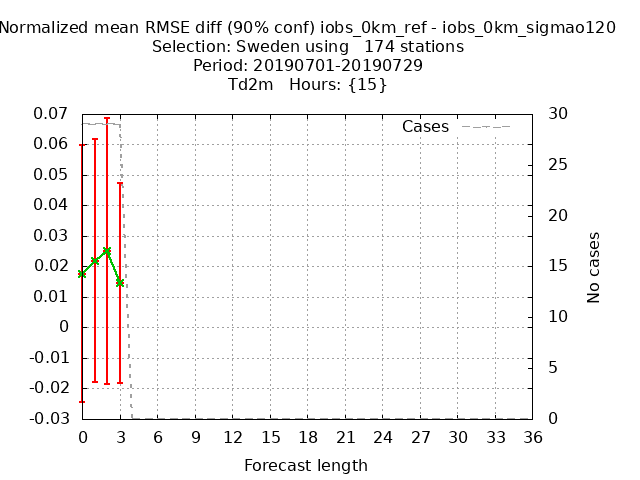 Normalized mean RMSE diff (90% conf) iobs_0km_ref - iobs_0km_sigmao120
Selection: Sweden using   174 stations
Period: 20190701-20190729
Td2m   Hours: {15}
Cases
0.07
0.06
0.05
0.04
0.03
0.02
0.01
0
-0.01
-0.02
-0.03
30
25
20
15
10
5
0
No cases
0 3 6 9 12 15 18 21 24 27 30 33 36
Forecast length